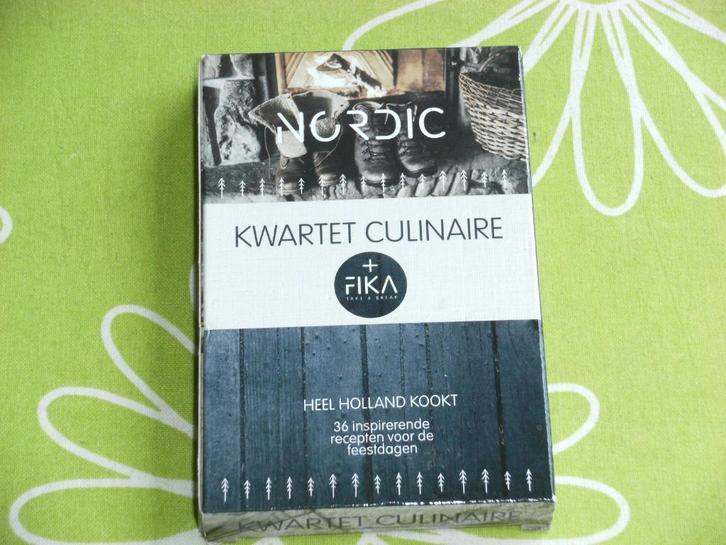 NORDIC
KWARTET CULINAIRE
+
FIKA
TAKE A BREAK
HEEL HOLLAND KOOKT
36 inspirerende
recepten voor de
feestdagen
KWARTET CULINAIRE